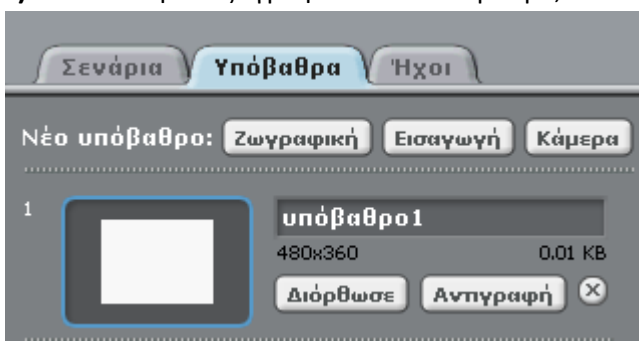 Σενάρια Υπόβαθρα Ήχοι
Νέο υπόβαθρο: Ζωγραφική Εισαγωγή Κάμερα
1
υπόβαθρο1
480x360 0.01 KB
Διόρθωσε Αντιγραφή